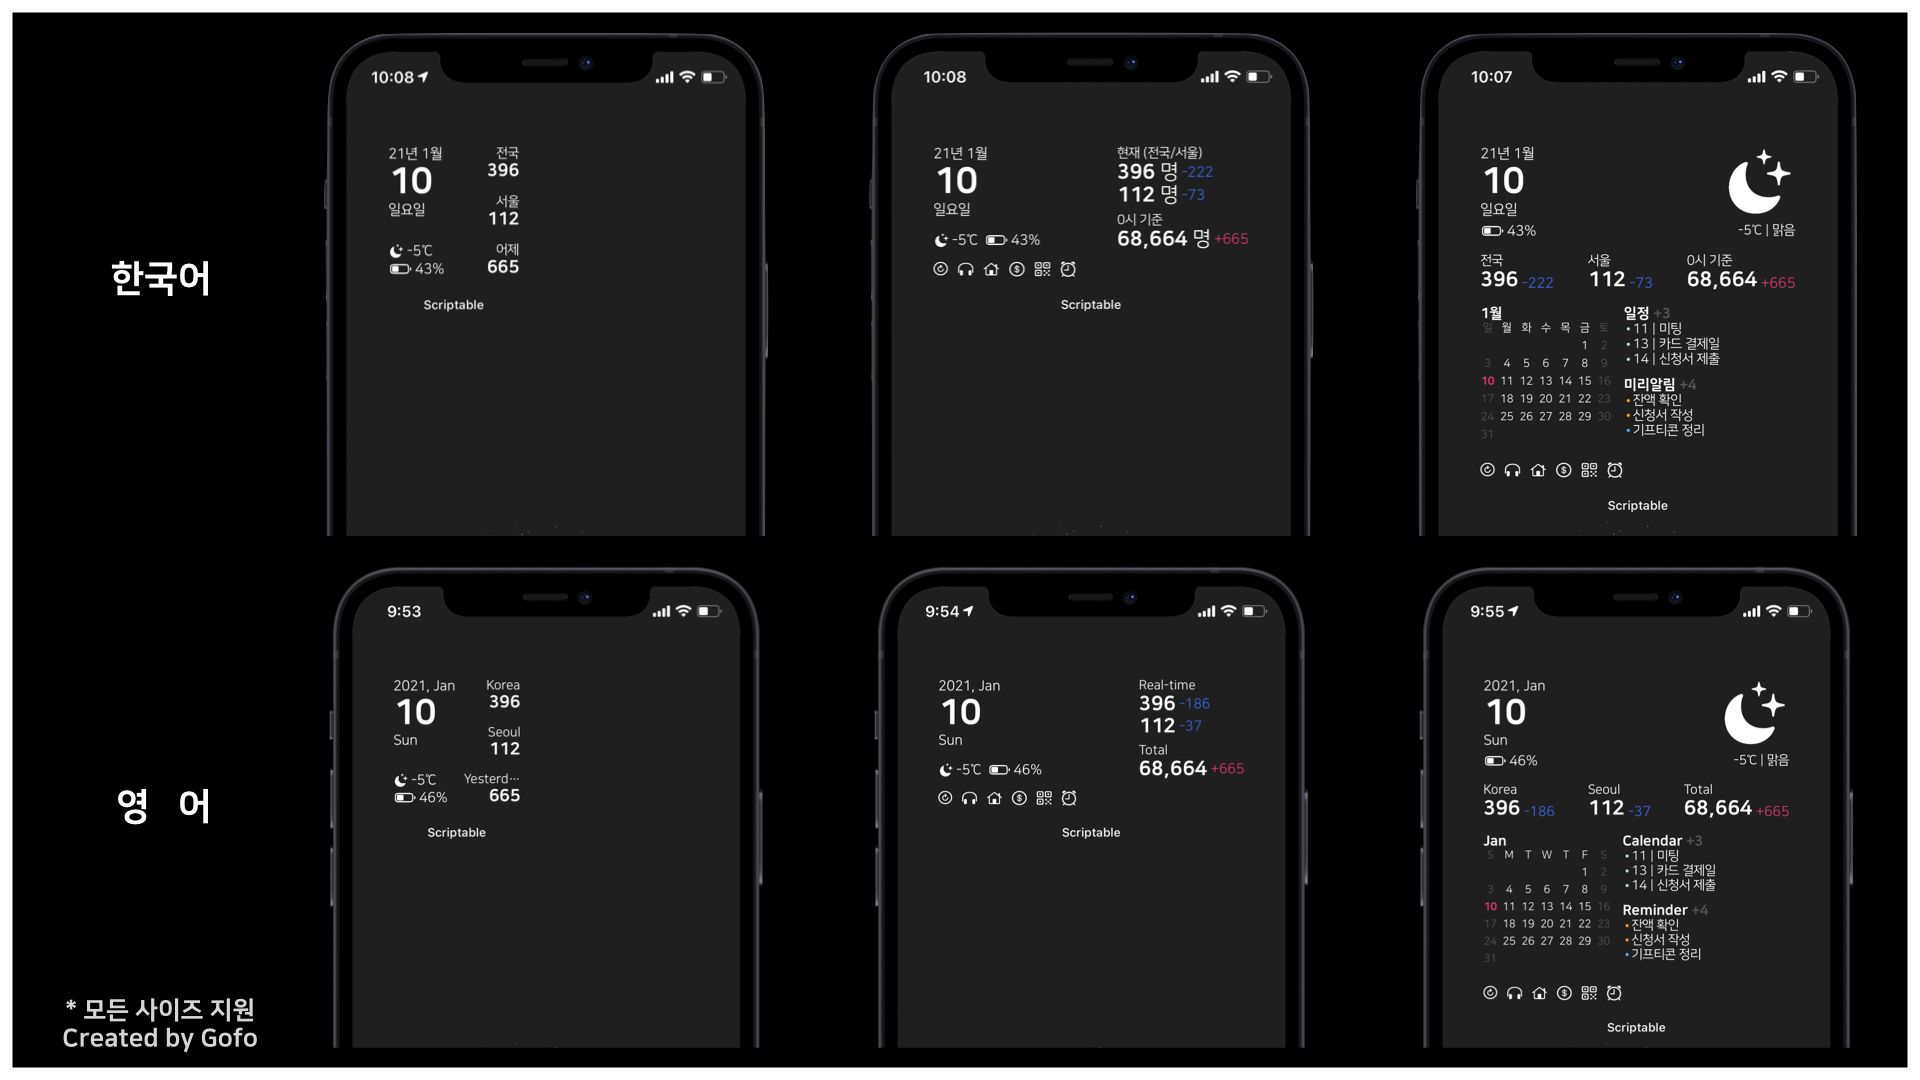 한국어
10:08
21년 1월
10
일요일
-5℃
43%
전국
396
서울
112
어제
665
Scriptable
10:08
21년 1월
10
일요일
-5℃ 43%
현재 (전국/서울)
396 명 -222
112 명 -73
0시 기준
68,664 명 +665
Scriptable
10:07
21년 1월
10
일요일
43%
-5℃ | 맑음
전국 서울 0시 기준
396 -222 112 -73 68,664 +665
1월
일 월 화 수 목 금 토
1 2
3 4 5 6 7 8 9
10 11 12 13 14 15 16
17 18 19 20 21 22 23
24 25 26 27 28 29 30
31
일정 +3
• 11 | 미팅
• 13 | 카드 결제일
• 14 | 신청서 제출
미리알림 +4
• 잔액 확인
• 신청서 작성
• 기프티콘 정리
Scriptable
영 어
9:53
2021, Jan
10
Sun
-5℃
46%
Korea
396
Seoul
112
Yesterd…
665
Scriptable
9:54
2021, Jan
10
Sun
-5℃ 46%
Real-time
396 -186
112 -37
Total
68,664 +665
Scriptable
9:55
2021, Jan
10
Sun
46%
-5℃ | 맑음
Korea Seoul Total
396 -186 112 -37 68,664 +665
Jan
S M T W T F S
1 2
3 4 5 6 7 8 9
10 11 12 13 14 15 16
17 18 19 20 21 22 23
24 25 26 27 28 29 30
31
Calendar +3
• 11 | 미팅
• 13 | 카드 결제일
• 14 | 신청서 제출
Reminder +4
• 잔액 확인
• 신청서 작성
• 기프티콘 정리
Scriptable
* 모든 사이즈 지원
Created by Gofo